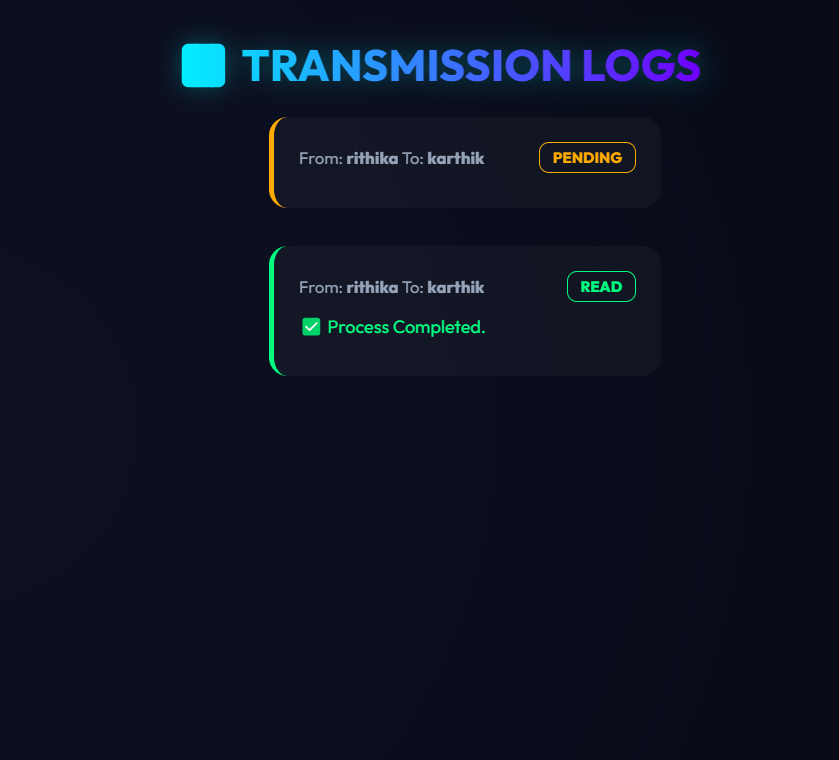 TRANSMISSION LOGS
From: rithika To: karthik PENDING
From: rithika To: karthik READ
✅ Process Completed.